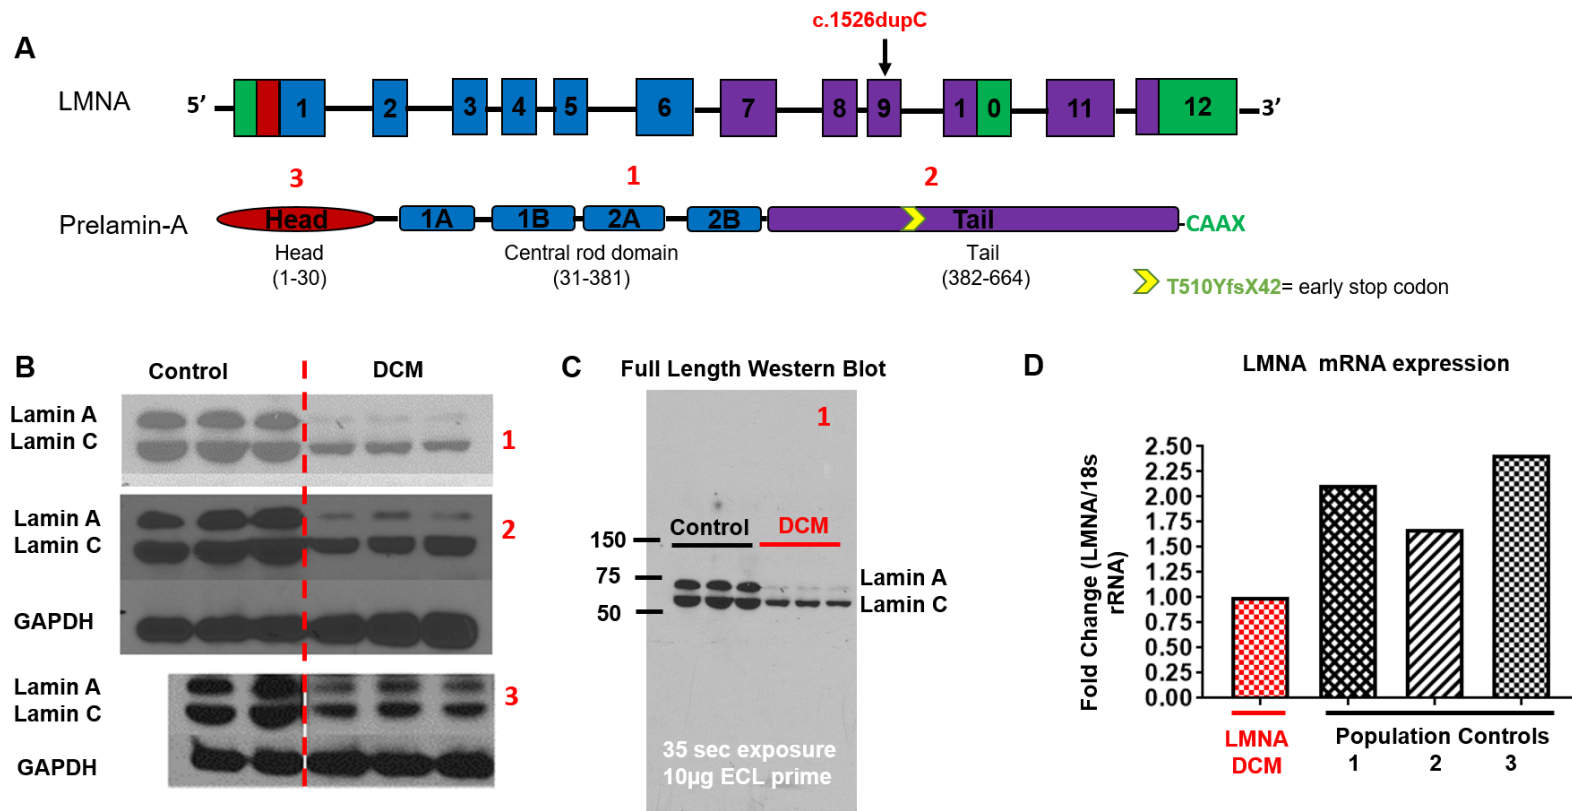 c.1526dupC
A
LMNA 5’ 1 2 3 4 5 6 7 8 9 10 11 12 3’
3 1 2
Prelamin-A Head 1A 1B 2A 2B Tail CAAX
Head Central rod domain Tail
(1-30) (31-381) (382-664)
T510YfsX42= early stop codon
B
Control DCM
Lamin A
Lamin C
1
Lamin A
Lamin C
2
GAPDH
Lamin A
Lamin C
3
GAPDH
C Full Length Western Blot
1
Control DCM
150
75
50
Lamin A
Lamin C
35 sec exposure
10µg ECL prime
D LMNA mRNA expression
Fold Change (LMNA/18s
rRNA)
2.50
2.25
2.00
1.75
1.50
1.25
1.00
0.75
0.50
0.25
0.00
LMNA
DCM
Population Controls
1 2 3